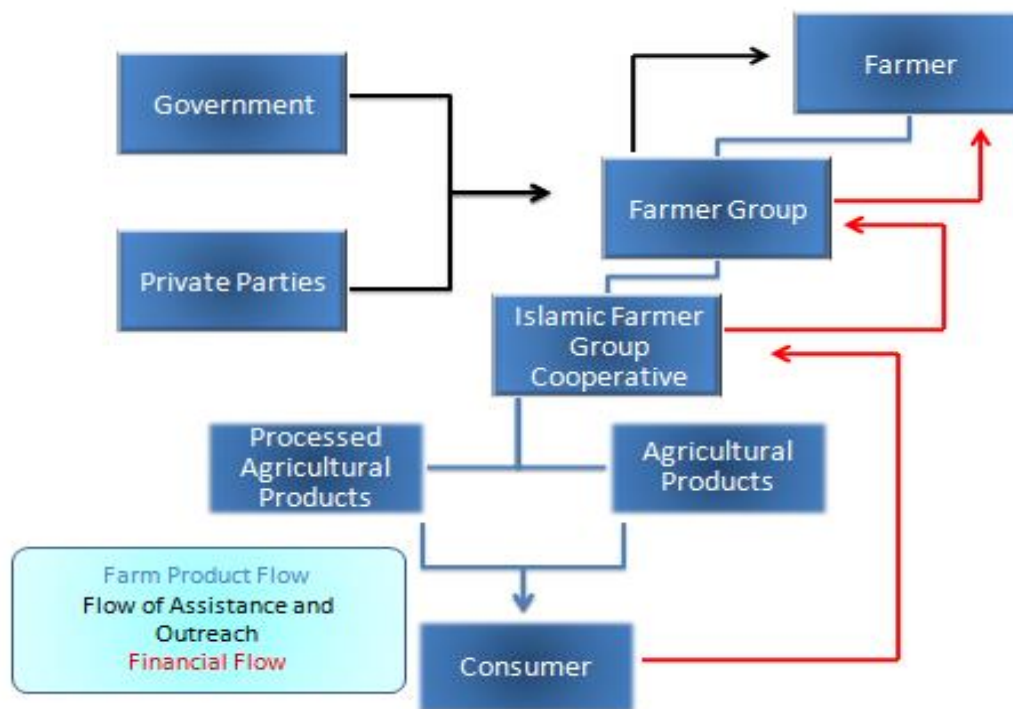 Farmer
Government
Farmer Group
Private Parties
Islamic Farmer
Group
Cooperative
Processed
Agricultural
Products
Agricultural
Products
Farm Product Flow
Flow of Assistance and
Outreach
Financial Flow
Consumer